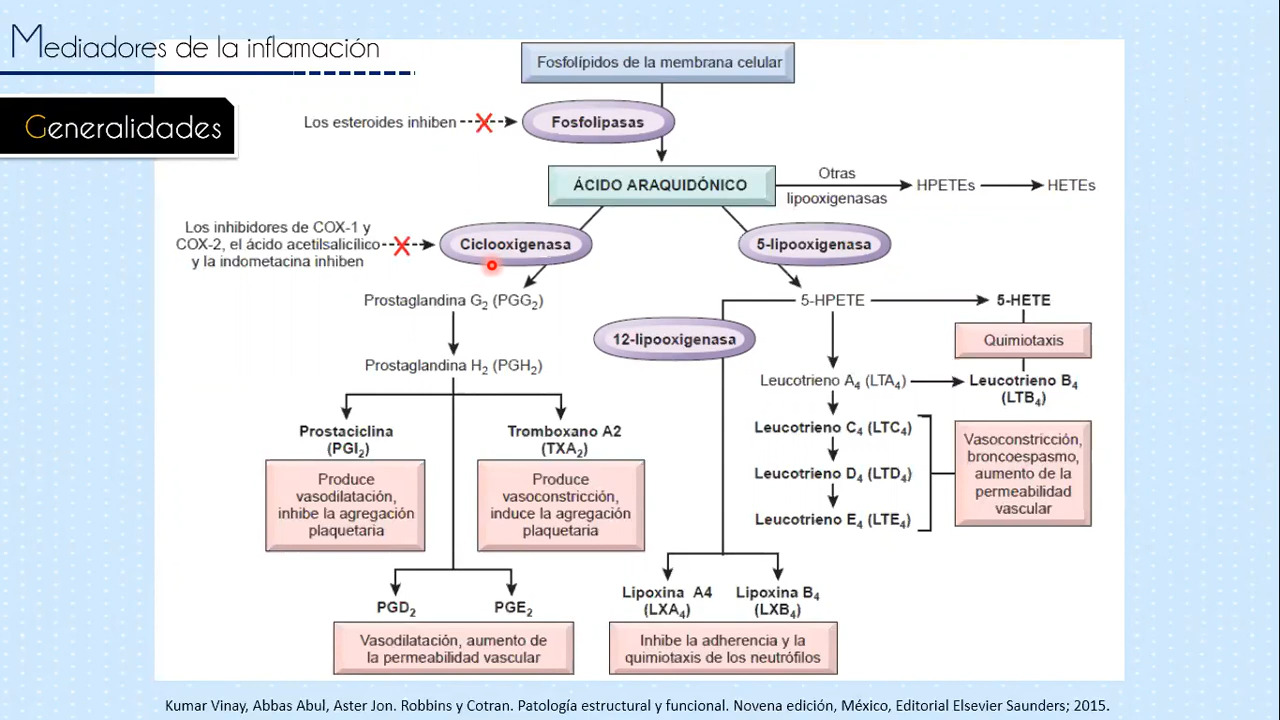 Mediadores de la inflamación
Generalidades
Fosfolípidos de la membrana celular
Los esteroides inhiben
Fosfolipasas
ÁCIDO ARAQUIDÓNICO
Otras
lipooxigenasas
HPETEs
HETEs
Los inhibidores de COX-1 y
COX-2, el ácido acetilsalicílico
y la indometacina inhiben
Ciclooxigenasa
5-lipooxigenasa
Prostaglandina G₂ (PGG₂)
5-HPETE
5-HETE
12-lipooxigenasa
Quimiotaxis
Prostaglandina H₂ (PGH₂)
Leucotrieno A₄ (LTA₄)
Leucotrieno B₄
(LTB₄)
Prostaciclina
(PGI₂)
Tromboxano A2
(TXA₂)
Leucotrieno C₄ (LTC₄)
Leucotrieno D₄ (LTD₄)
Leucotrieno E₄ (LTE₄)
Vasoconstricción,
broncoespasmo,
aumento de la
permeabilidad
vascular
Produce
vasodilatación,
inhibe la agregación
plaquetaria
Produce
vasoconstricción,
induce la agregación
plaquetaria
PGD₂
PGE₂
Vasodilatación, aumento de
la permeabilidad vascular
Lipoxina A4
(LXA₄)
Lipoxina B₄
(LXB₄)
Inhibe la adherencia y la
quimiotaxis de los neutrófilos
Kumar Vinay, Abbas Abul, Aster Jon. Robbins y Cotran. Patología estructural y funcional. Novena edición, México, Editorial Elsevier Saunders; 2015.